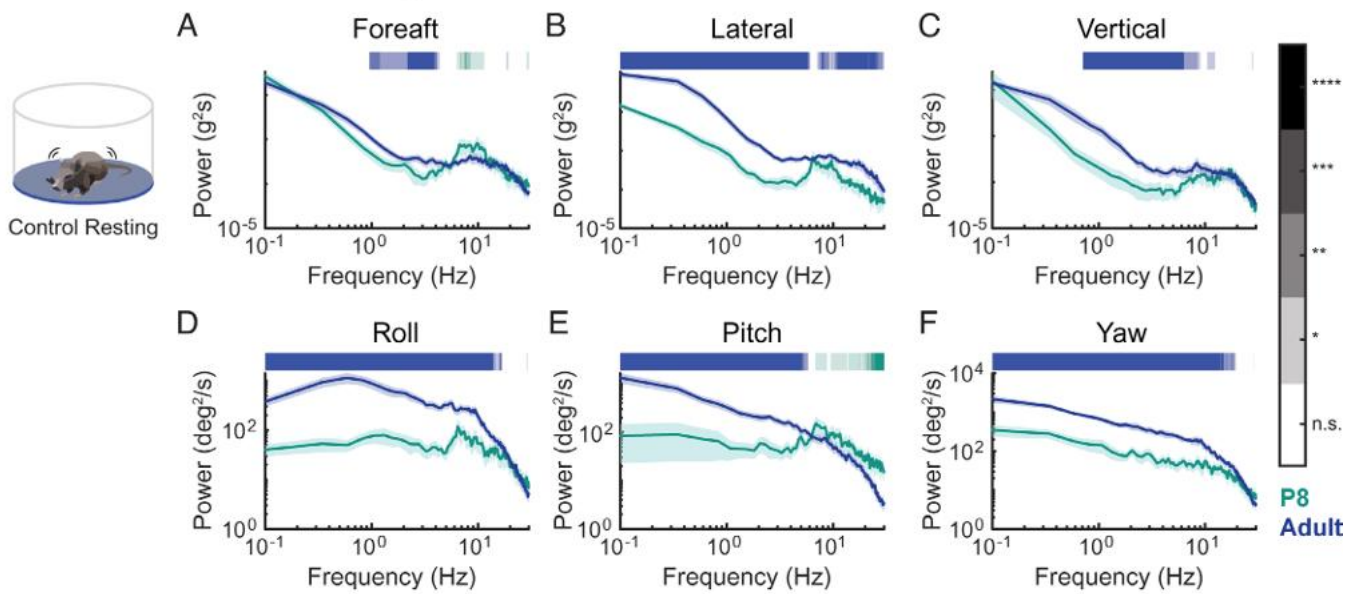 Control Resting
A
Foreaft
Power (g²s)
10⁻⁵
10⁻¹ 10⁰ 10¹
Frequency (Hz)
B
Lateral
Power (g²s)
10⁻⁵
10⁻¹ 10⁰ 10¹
Frequency (Hz)
C
Vertical
Power (g²s)
10⁻⁵
10⁻¹ 10⁰ 10¹
Frequency (Hz)
D
Roll
Power (deg²/s)
10²
10⁰
10⁻¹ 10⁰ 10¹
Frequency (Hz)
E
Pitch
Power (deg²/s)
10²
10⁰
10⁻¹ 10⁰ 10¹
Frequency (Hz)
F
Yaw
Power (deg²/s)
10⁴
10²
10⁰
10⁻¹ 10⁰ 10¹
Frequency (Hz)
****
***
**
*
n.s.
P8
Adult